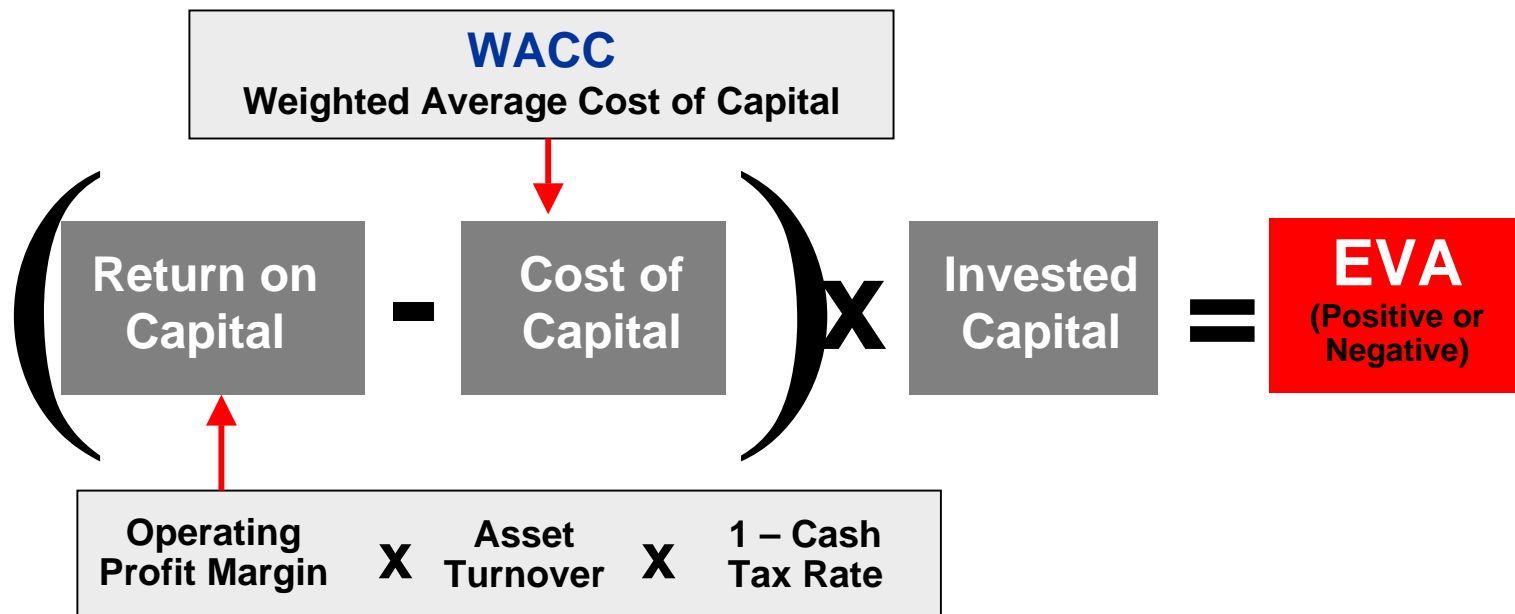 WACC
Weighted Average Cost of Capital
( Return on - Cost of ) x Invested = EVA
Capital Capital Capital (Positive or
Negative)
Operating x Asset x 1 – Cash
Profit Margin Turnover Tax Rate